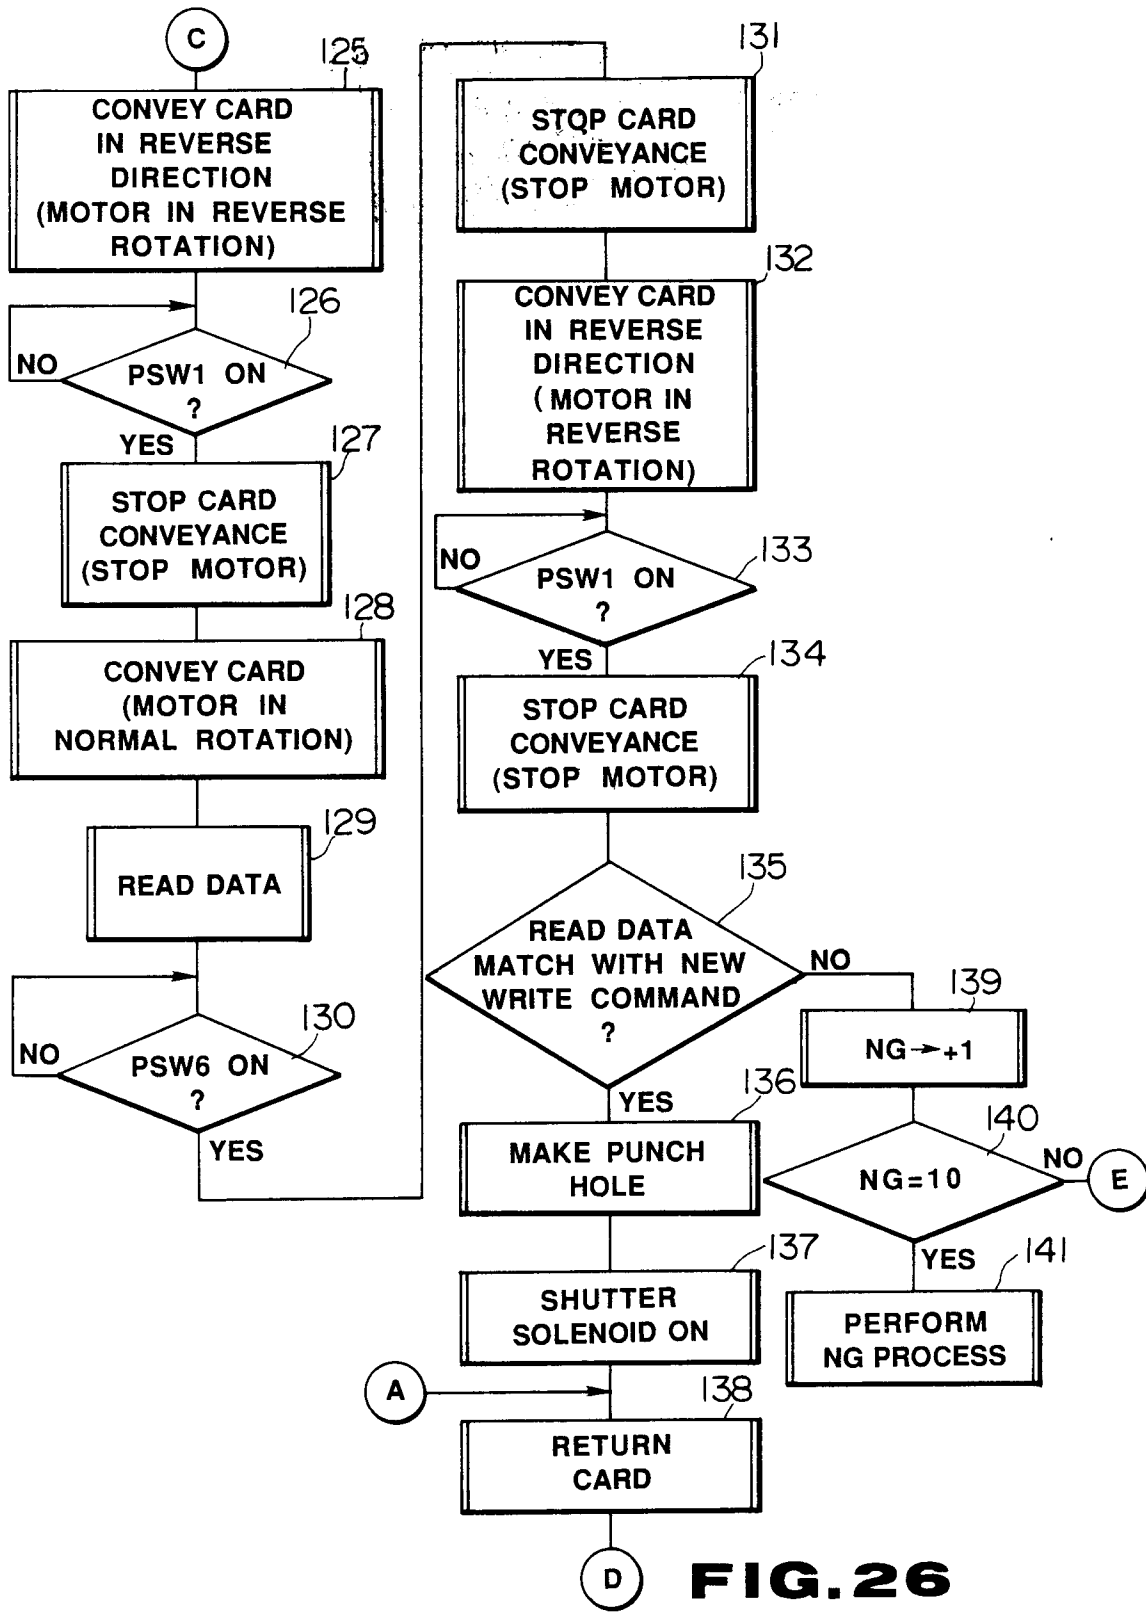 C
125
CONVEY CARD
IN REVERSE
DIRECTION
(MOTOR IN REVERSE
ROTATION)
126
NO
PSW1 ON
?
YES
127
STOP CARD
CONVEYANCE
(STOP MOTOR)
128
CONVEY CARD
(MOTOR IN
NORMAL ROTATION)
129
READ DATA
130
NO
PSW6 ON
?
YES
131
STOP CARD
CONVEYANCE
(STOP MOTOR)
132
CONVEY CARD
IN REVERSE
DIRECTION
(MOTOR IN
REVERSE
ROTATION)
133
NO
PSW1 ON
?
YES
134
STOP CARD
CONVEYANCE
(STOP MOTOR)
135
READ DATA
MATCH WITH NEW
WRITE COMMAND
?
NO
YES
136
MAKE PUNCH
HOLE
137
SHUTTER
SOLENOID ON
A
138
RETURN
CARD
D
139
NG→+1
140
NG=10
NO
E
YES
141
PERFORM
NG PROCESS
FIG.26